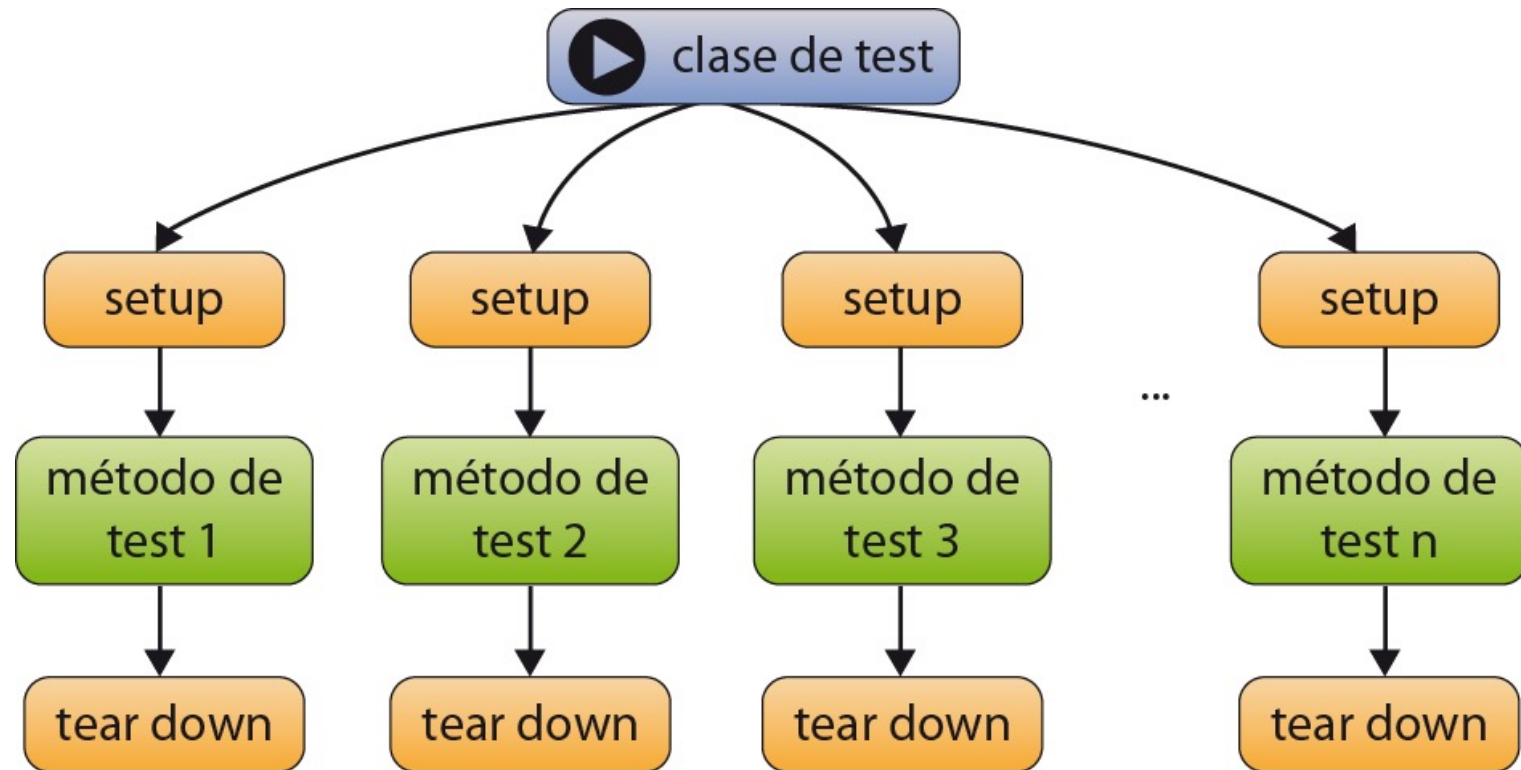 clase de test
setup
setup
setup
setup
...
método de
test 1
método de
test 2
método de
test 3
método de
test n
tear down
tear down
tear down
tear down